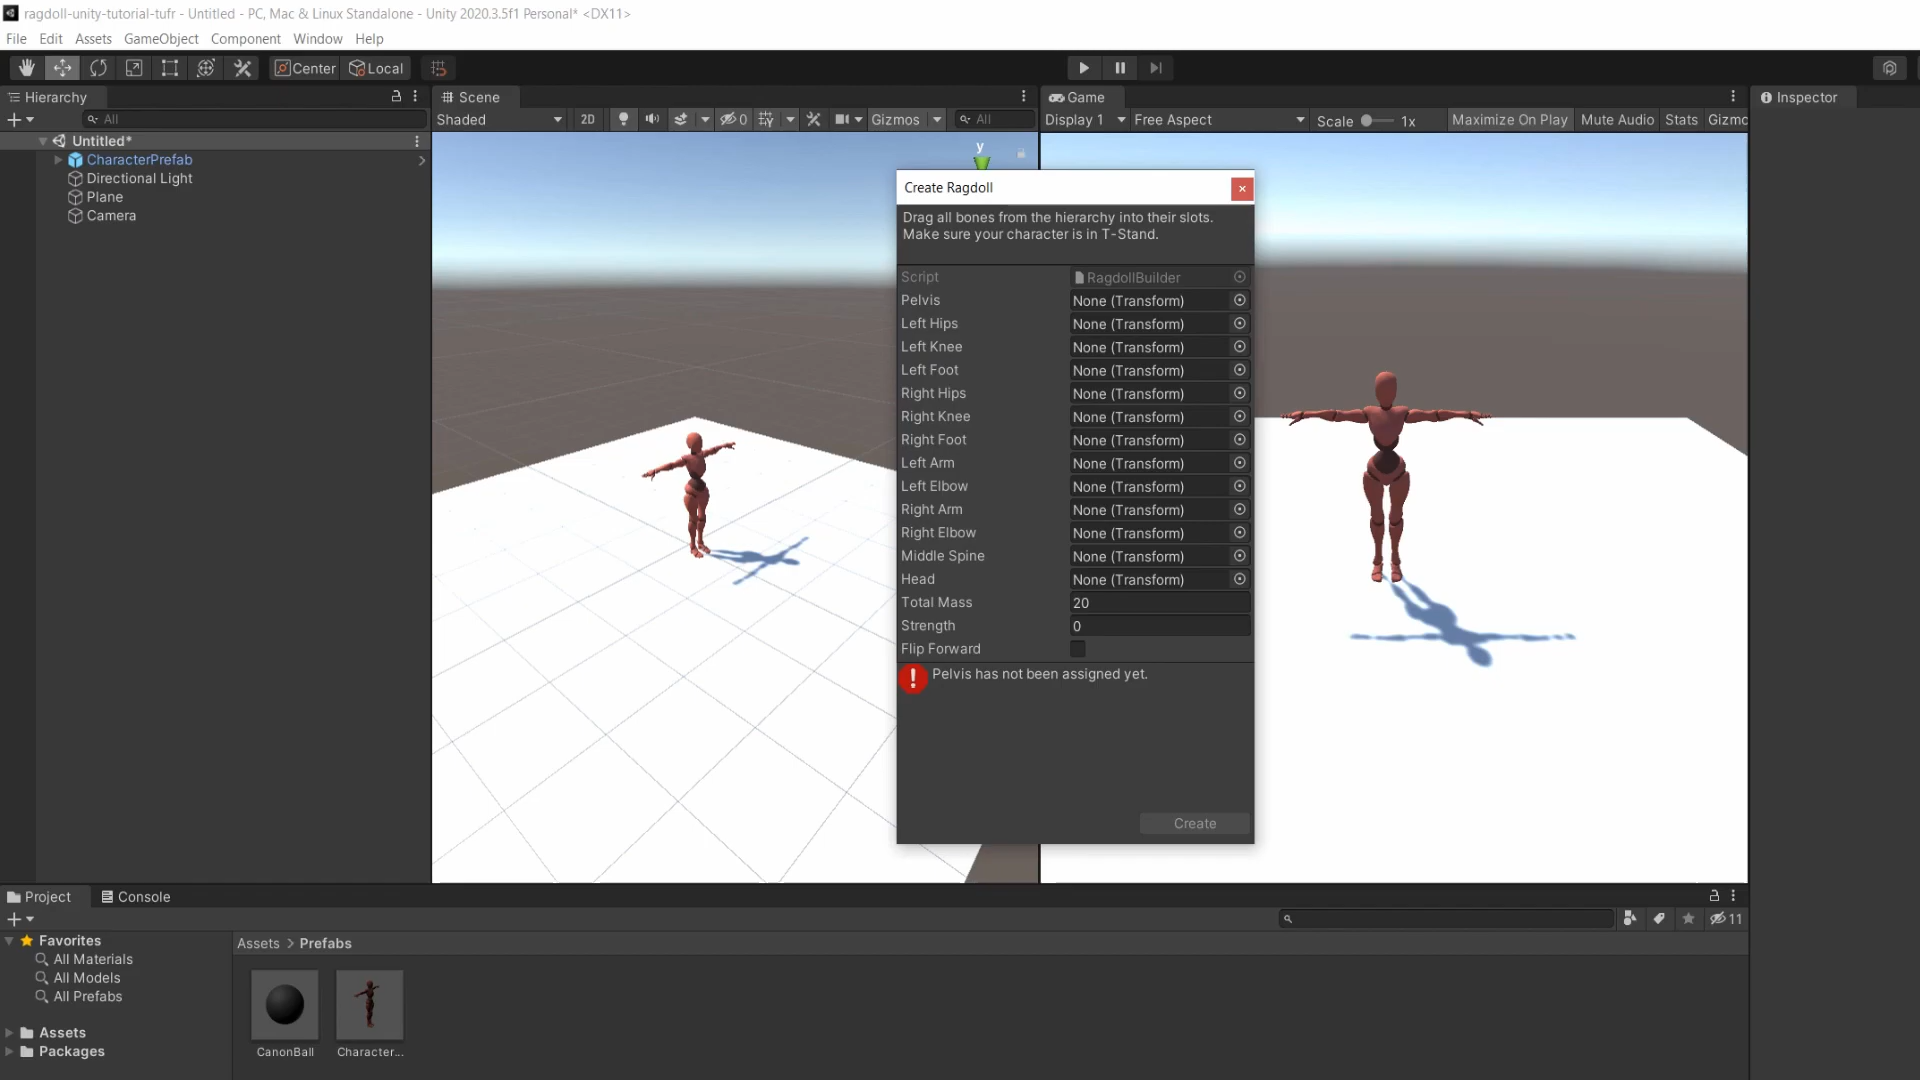 ragdoll-unity-tutorial-tufr - Untitled - PC, Mac & Linux Standalone - Unity 2020.3.5f1 Personal* <DX11>
File Edit Assets GameObject Component Window Help
Center Local
Hierarchy
All
Untitled*
CharacterPrefab
Directional Light
Plane
Camera
Scene
Shaded 2D 0 Gizmos All
y
Game
Display 1 Free Aspect Scale 1x Maximize On Play Mute Audio Stats Gizmo
Inspector
Create Ragdoll
Drag all bones from the hierarchy into their slots.
Make sure your character is in T-Stand.
Script RagdollBuilder
Pelvis None (Transform)
Left Hips None (Transform)
Left Knee None (Transform)
Left Foot None (Transform)
Right Hips None (Transform)
Right Knee None (Transform)
Right Foot None (Transform)
Left Arm None (Transform)
Left Elbow None (Transform)
Right Arm None (Transform)
Right Elbow None (Transform)
Middle Spine None (Transform)
Head None (Transform)
Total Mass 20
Strength 0
Flip Forward
Pelvis has not been assigned yet.
Create
Project Console
11
Favorites
All Materials
All Models
All Prefabs
Assets
Packages
Assets > Prefabs
CanonBall
Character...